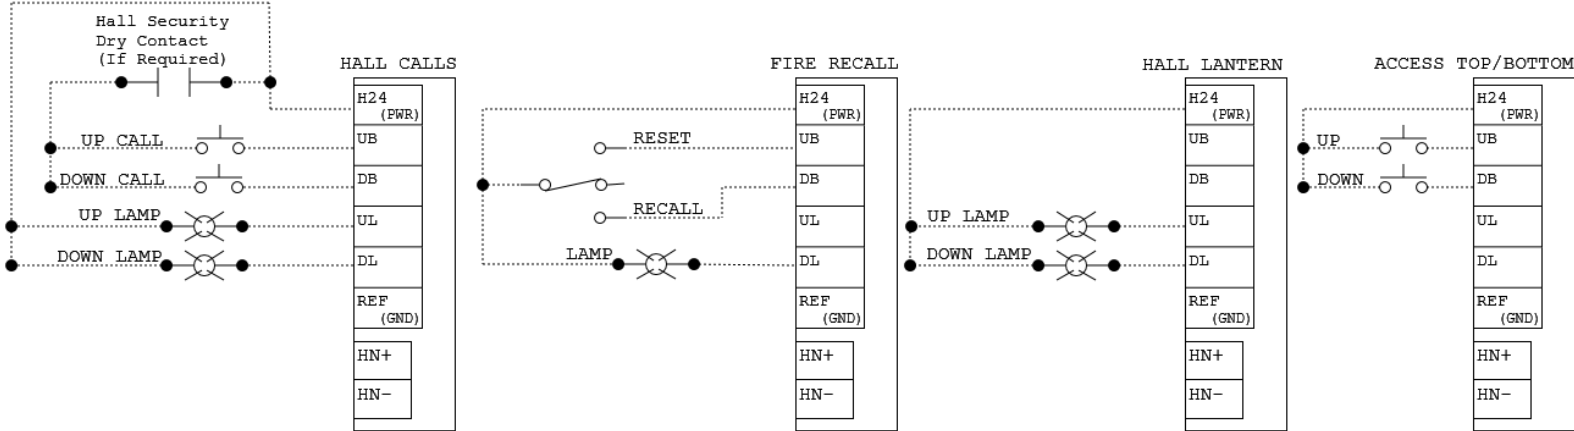 Hall Security
Dry Contact
(If Required)
HALL CALLS
H24
(PWR)
UP CALL
UB
DOWN CALL
DB
UP LAMP
UL
DOWN LAMP
DL
REF
(GND)
HN+
HN-
FIRE RECALL
H24
(PWR)
RESET
UB
DB
RECALL
UL
LAMP
DL
REF
(GND)
HN+
HN-
HALL LANTERN
H24
(PWR)
UB
DB
UP LAMP
UL
DOWN LAMP
DL
REF
(GND)
HN+
HN-
ACCESS TOP/BOTTOM
H24
(PWR)
UP
UB
DOWN
DB
UL
DL
REF
(GND)
HN+
HN-